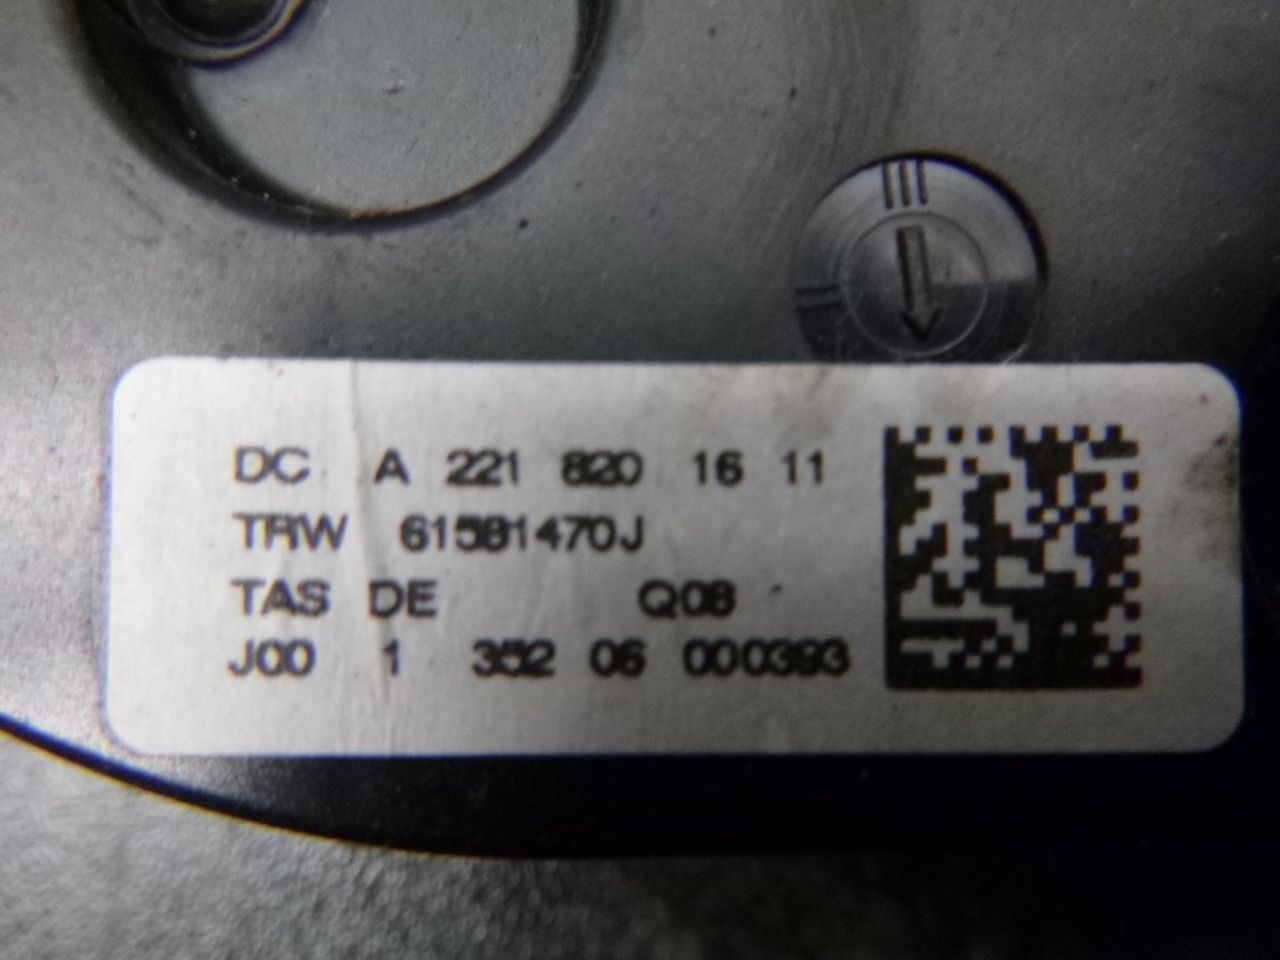 DC A 221 820 16 11
TRW 61581470J
TAS DE Q08
J00 1 352 06 000393